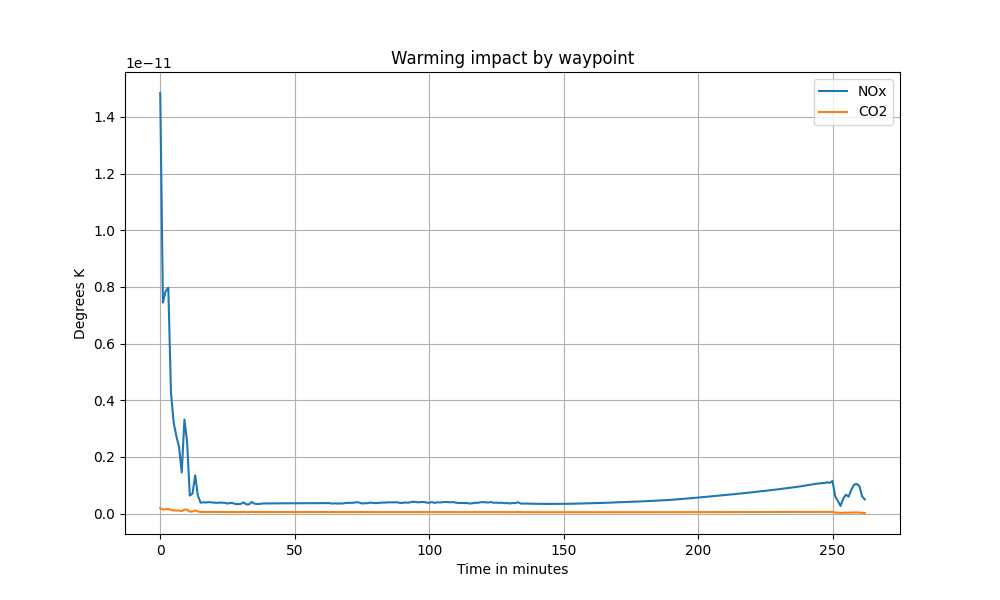 Warming impact by waypoint
1e−11
NOx
CO2
1.4
1.2
1.0
0.8
0.6
0.4
0.2
0.0
Degrees K
0 50 100 150 200 250
Time in minutes